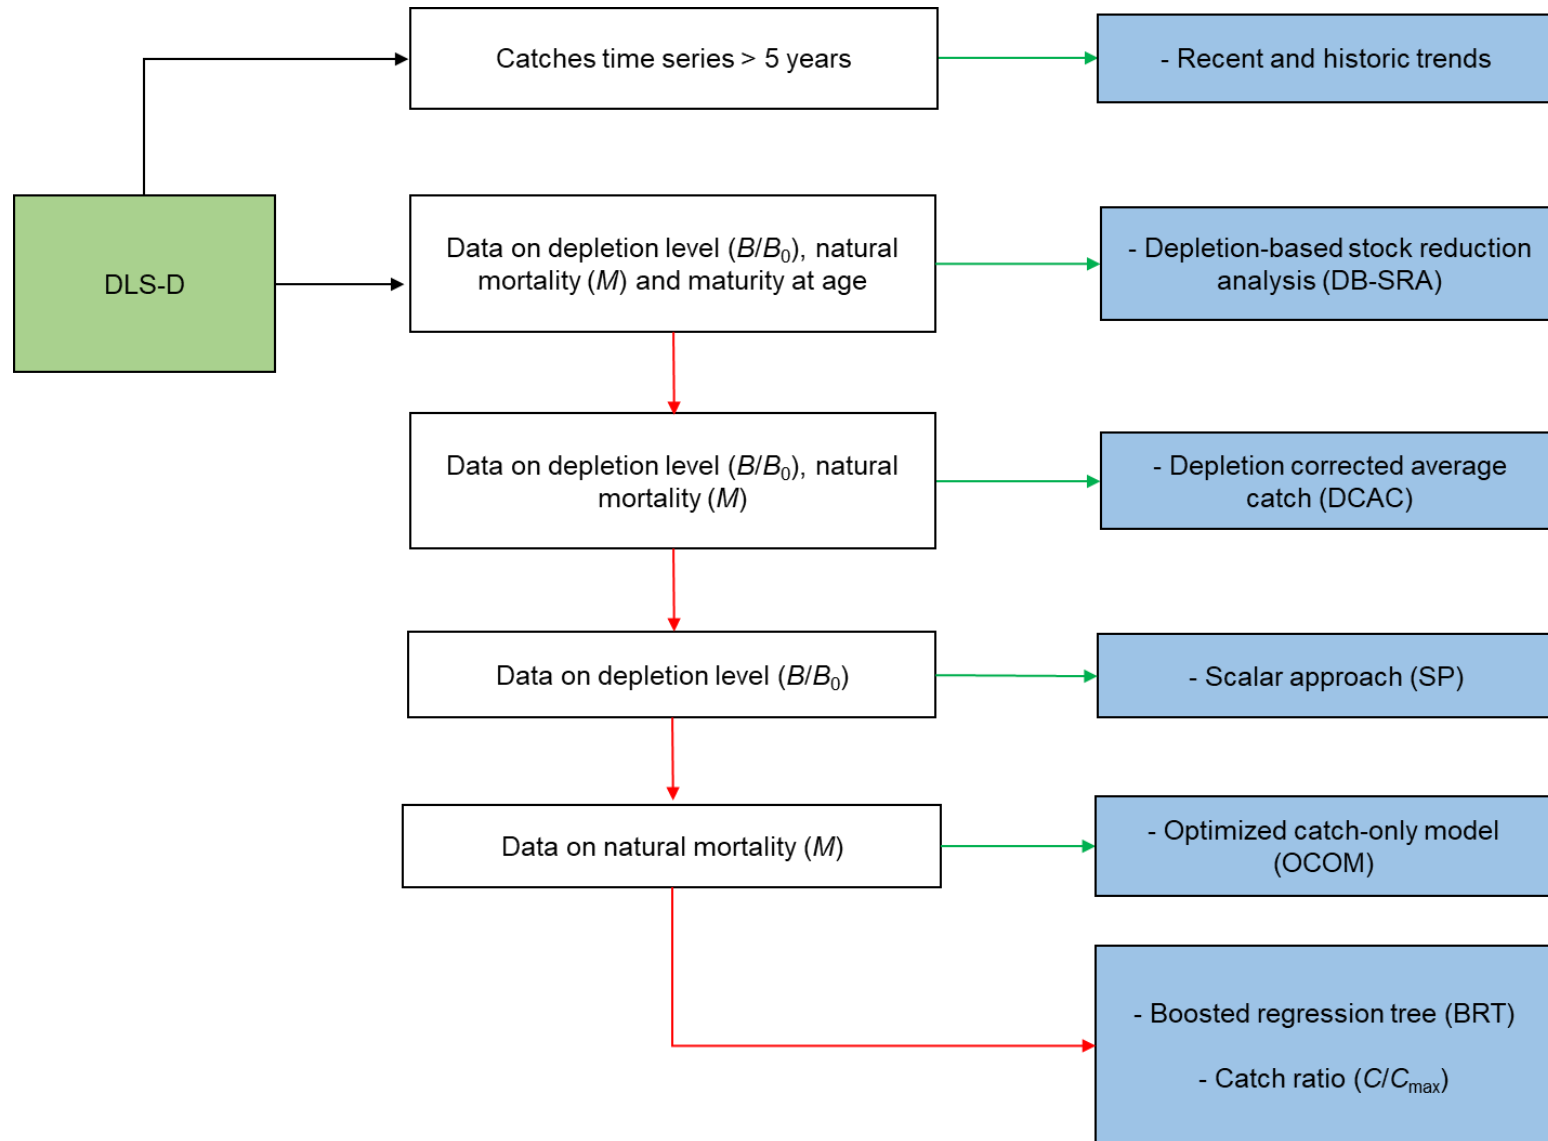 Catches time series > 5 years
- Recent and historic trends
DLS-D
Data on depletion level (B/B₀), natural
mortality (M) and maturity at age
- Depletion-based stock reduction
analysis (DB-SRA)
Data on depletion level (B/B₀), natural
mortality (M)
- Depletion corrected average
catch (DCAC)
Data on depletion level (B/B₀)
- Scalar approach (SP)
Data on natural mortality (M)
- Optimized catch-only model
(OCOM)
- Boosted regression tree (BRT)
- Catch ratio (C/Cmax)